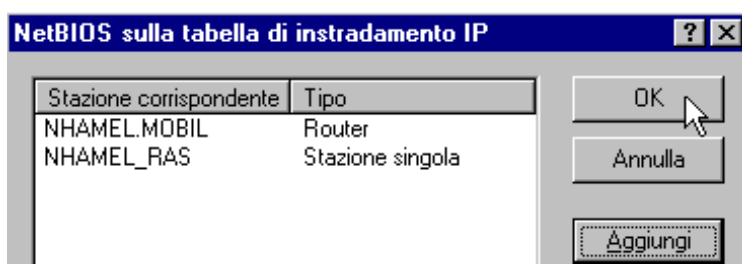 NetBIOS sulla tabella di instradamento IP
Stazione corrispondente Tipo
NHAMEL.MOBIL Router
NHAMEL_RAS Stazione singola
OK
Annulla
Aggiungi